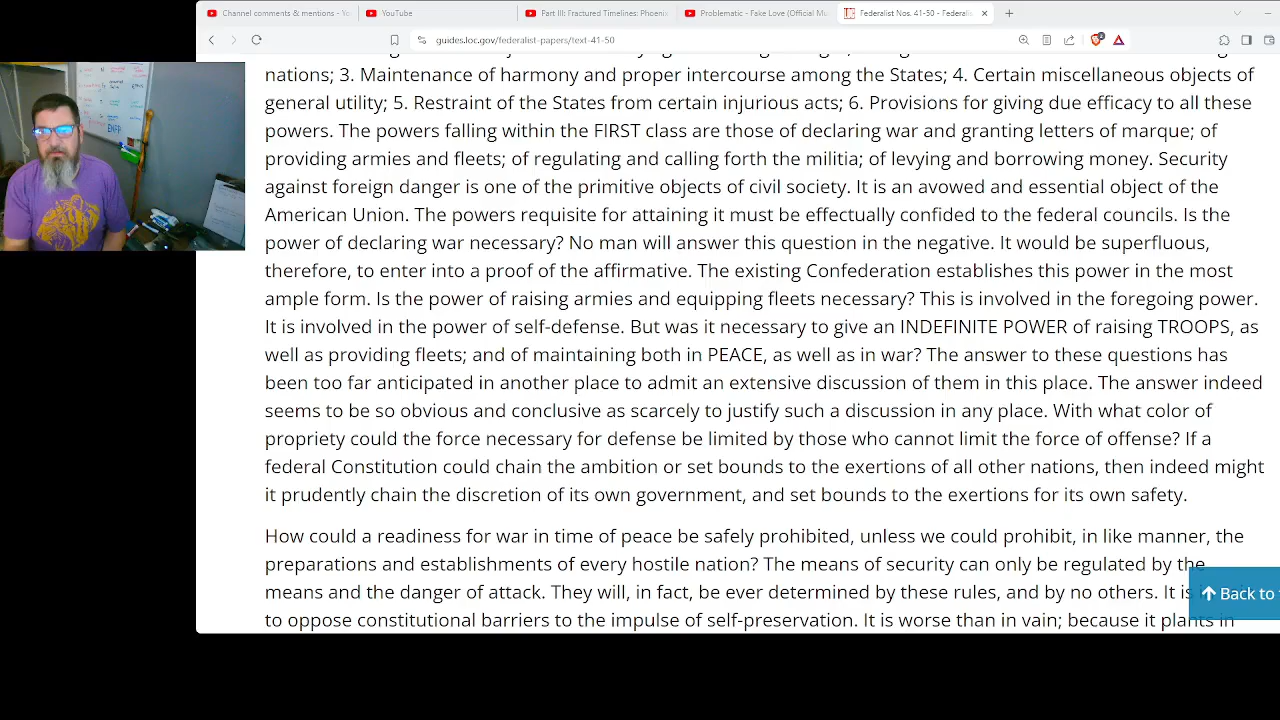 Channel comments & mentions - Yo
YouTube
Part III: Fractured Timelines: Phoenix
Problematic - Fake Love (Official Mu
Federalist Nos. 41-50 - Federali
guides.loc.gov/federalist-papers/text-41-50
nations; 3. Maintenance of harmony and proper intercourse among the States; 4. Certain miscellaneous objects of
general utility; 5. Restraint of the States from certain injurious acts; 6. Provisions for giving due efficacy to all these
powers. The powers falling within the FIRST class are those of declaring war and granting letters of marque; of
providing armies and fleets; of regulating and calling forth the militia; of levying and borrowing money. Security
against foreign danger is one of the primitive objects of civil society. It is an avowed and essential object of the
American Union. The powers requisite for attaining it must be effectually confided to the federal councils. Is the
power of declaring war necessary? No man will answer this question in the negative. It would be superfluous,
therefore, to enter into a proof of the affirmative. The existing Confederation establishes this power in the most
ample form. Is the power of raising armies and equipping fleets necessary? This is involved in the foregoing power.
It is involved in the power of self-defense. But was it necessary to give an INDEFINITE POWER of raising TROOPS, as
well as providing fleets; and of maintaining both in PEACE, as well as in war? The answer to these questions has
been too far anticipated in another place to admit an extensive discussion of them in this place. The answer indeed
seems to be so obvious and conclusive as scarcely to justify such a discussion in any place. With what color of
propriety could the force necessary for defense be limited by those who cannot limit the force of offense? If a
federal Constitution could chain the ambition or set bounds to the exertions of all other nations, then indeed might
it prudently chain the discretion of its own government, and set bounds to the exertions for its own safety.
How could a readiness for war in time of peace be safely prohibited, unless we could prohibit, in like manner, the
preparations and establishments of every hostile nation? The means of security can only be regulated by the
means and the danger of attack. They will, in fact, be ever determined by these rules, and by no others. It is
to oppose constitutional barriers to the impulse of self-preservation. It is worse than in vain; because it plants in
Back to